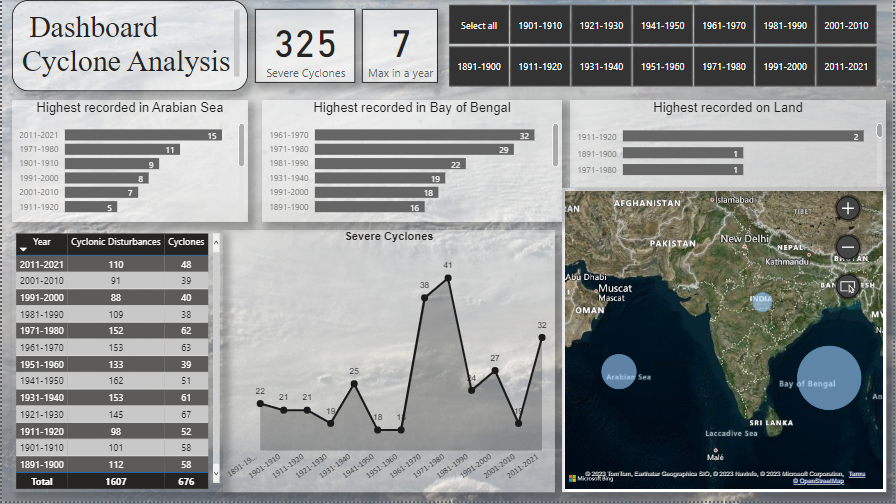 Dashboard
Cyclone Analysis
325
Severe Cyclones
7
Max in a year
Select all 1901-1910 1921-1930 1941-1950 1961-1970 1981-1990 2001-2010
1891-1900 1911-1920 1931-1940 1951-1960 1971-1980 1991-2000 2011-2021
Highest recorded in Arabian Sea
2011-2021 15
1971-1980 11
1901-1910 9
1991-2000 8
2001-2010 7
1911-1920 5
Highest recorded in Bay of Bengal
1961-1970 32
1971-1980 29
1981-1990 22
1931-1940 19
1991-2000 18
1891-1900 16
Highest recorded on Land
1911-1920 2
1891-1900 1
1971-1980 1
Year Cyclonic Disturbances Cyclones
2011-2021 110 48
2001-2010 91 39
1991-2000 88 40
1981-1990 109 38
1971-1980 152 62
1961-1970 153 63
1951-1960 133 39
1941-1950 162 51
1931-1940 153 61
1921-1930 145 67
1911-1920 98 52
1901-1910 101 58
1891-1900 112 58
Total 1607 676
Severe Cyclones
22 21 21 19 25 18 18 38 41 24 27 19 32
1891-19... 1901-1910 1911-1920 1921-1930 1931-1940 1941-1950 1951-1960 1961-1970 1971-1980 1981-1990 1991-2000 2001-2010 2011-2021
AFGHANISTAN
Islamabad
TIBET
RAN
PAKISTAN
New Delhi
NEPAL
Kathmandu
BHUTAN
Abu Dhabi
Muscat
Mascat
BANGLADESH
OMAN
INDIA
MY
Arabian Sea
Bay of Bengal
An
SRI LANKA
Laccadive Sea
Malé
Microsoft Bing
© 2023 TomTom, Earthstar Geographics SIO, © 2023 NavInfo, © 2023 Microsoft Corporation, Terms
© OpenStreetMap